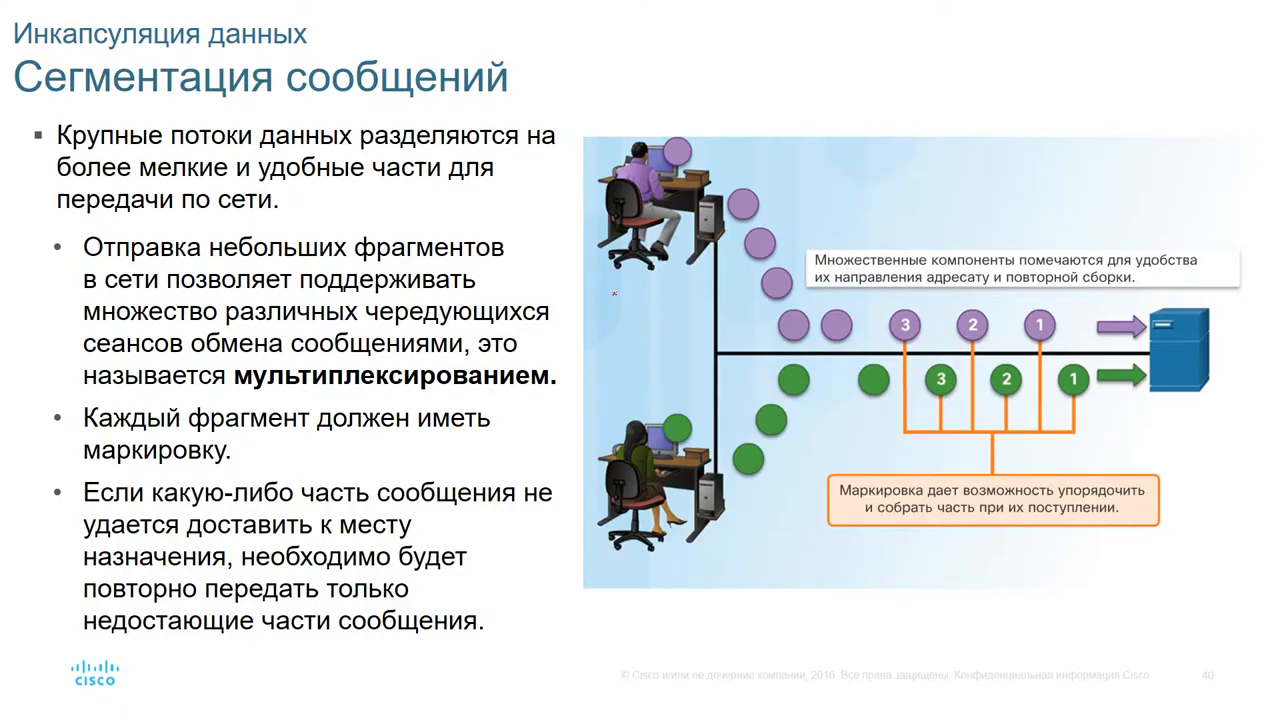 Инкапсуляция данных
Сегментация сообщений
▪ Крупные потоки данных разделяются на
более мелкие и удобные части для
передачи по сети.
• Отправка небольших фрагментов
в сети позволяет поддерживать
множество различных чередующихся
сеансов обмена сообщениями, это
называется мультиплексированием.
• Каждый фрагмент должен иметь
маркировку.
• Если какую-либо часть сообщения не
удается доставить к месту
назначения, необходимо будет
повторно передать только
недостающие части сообщения.
Множественные компоненты помечаются для удобства
их направления адресату и повторной сборки.
3 2 1
3 2 1
Маркировка дает возможность упорядочить
и собрать часть при их поступлении.
CISCO
© Cisco и/или ее дочерние компании, 2016. Все права защищены. Конфиденциальная информация Cisco
40